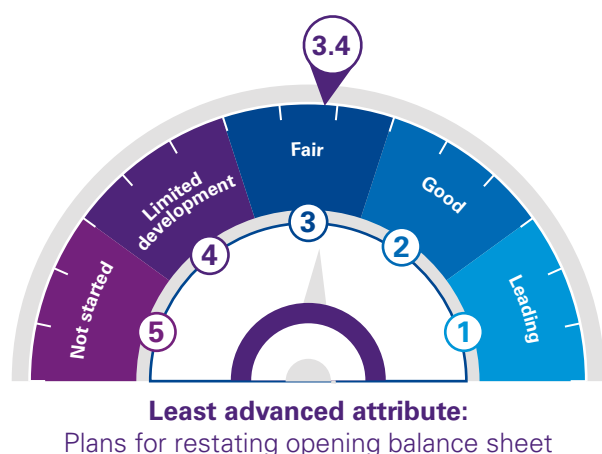 3.4
Not started
Limited
development
Fair
Good
Leading
5
4
3
2
1
Least advanced attribute:
Plans for restating opening balance sheet